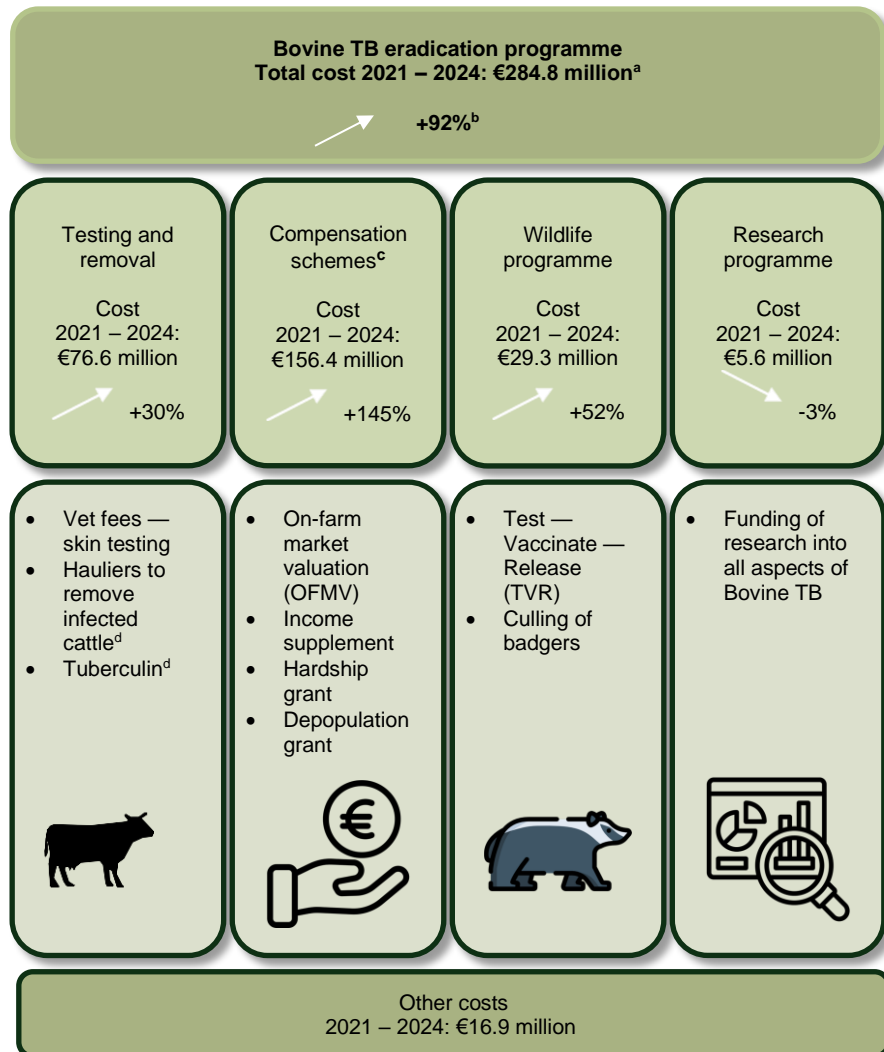 Bovine TB eradication programme
Total cost 2021 – 2024: €284.8 millionᵃ
+92%ᵇ
Testing and
removal
Cost
2021 – 2024:
€76.6 million
+30%
Compensation
schemesᶜ
Cost
2021 – 2024:
€156.4 million
+145%
Wildlife
programme
Cost
2021 – 2024:
€29.3 million
+52%
Research
programme
Cost
2021 – 2024:
€5.6 million
-3%
• Vet fees —
skin testing
• Hauliers to
remove
infected
cattleᵈ
• Tuberculinᵈ
• On-farm
market
valuation
(OFMV)
• Income
supplement
• Hardship
grant
• Depopulation
grant
€
• Test —
Vaccinate —
Release
(TVR)
• Culling of
badgers
• Funding of
research into
all aspects of
Bovine TB
Other costs
2021 – 2024: €16.9 million